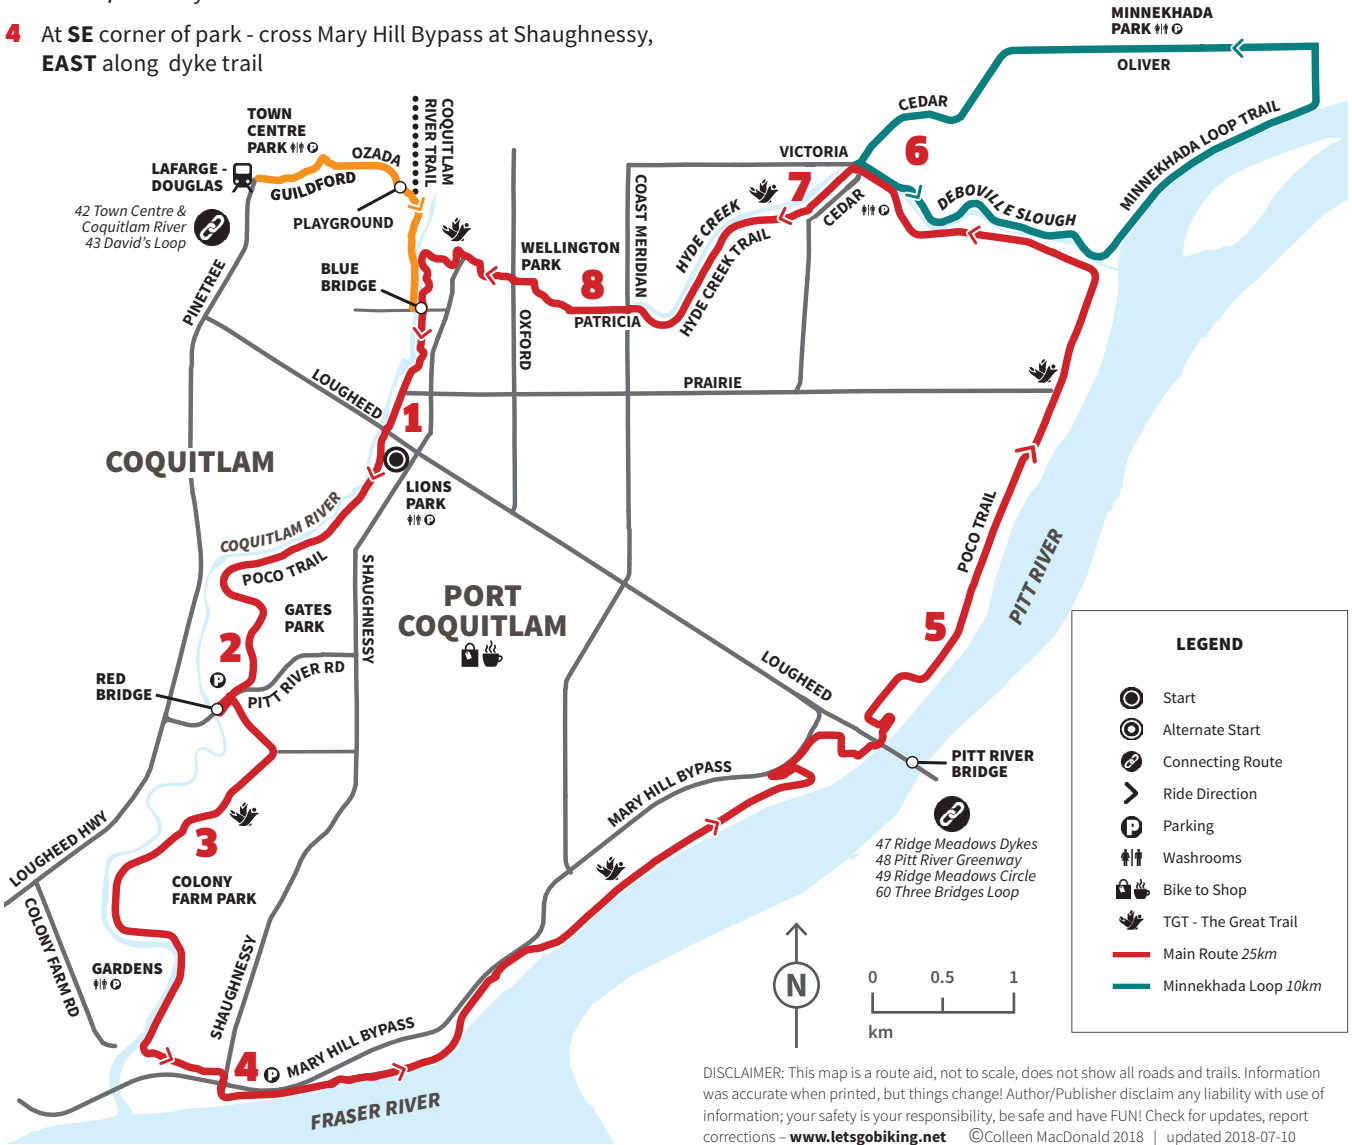 4 At SE corner of park - cross Mary Hill Bypass at Shaughnessy,
EAST along dyke trail
MINNEKHADA
PARK P
OLIVER
CEDAR
MINNEKHADA LOOP TRAIL
TOWN
CENTRE
PARK P
COQUITLAM
RIVER TRAIL
OZADA
LAFARGE -
DOUGLAS
GUILDFORD
PLAYGROUND
42 Town Centre &
Coquitlam River
43 David's Loop
PINETREE
BLUE
BRIDGE
WELLINGTON
PARK
8
PATRICIA
OXFORD
COAST MERIDIAN
VICTORIA
6
7
CEDAR
P
DEBOVILLE SLOUGH
HYDE CREEK
HYDE CREEK TRAIL
PRAIRIE
LOUGHEED
1
COQUITLAM
LIONS
PARK
P
COQUITLAM RIVER
POCO TRAIL
GATES
PARK
SHAUGHNESSY
PORT
COQUITLAM
2
P
RED
BRIDGE
PITT RIVER RD
POCO TRAIL
PITT RIVER
5
LOUGHEED
PITT RIVER
BRIDGE
MARY HILL BYPASS
47 Ridge Meadows Dykes
48 Pitt River Greenway
49 Ridge Meadows Circle
60 Three Bridges Loop
3
LOUGHEED HWY
COLONY
FARM PARK
COLONY FARM RD
GARDENS
P
SHAUGHNESSY
4 P
MARY HILL BYPASS
FRASER RIVER
N
0 0.5 1
km
LEGEND
Start
Alternate Start
Connecting Route
Ride Direction
P Parking
Washrooms
Bike to Shop
TGT - The Great Trail
Main Route 25km
Minnekhada Loop 10km
DISCLAIMER: This map is a route aid, not to scale, does not show all roads and trails. Information
was accurate when printed, but things change! Author/Publisher disclaim any liability with use of
information; your safety is your responsibility, be safe and have FUN! Check for updates, report
corrections – www.letsgobiking.net ©Colleen MacDonald 2018 | updated 2018-07-10